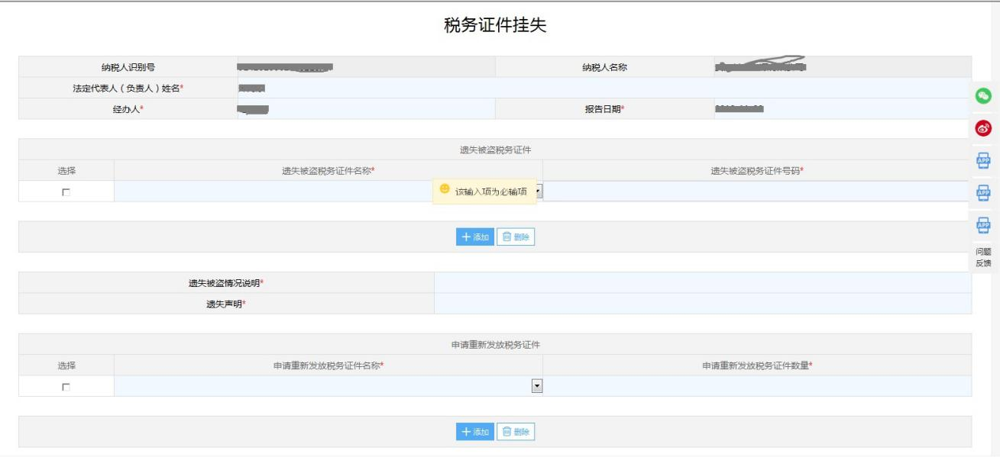 税务证件挂失
纳税人识别号 纳税人名称
法定代表人（负责人）姓名*
经办人* 报告日期*
遗失被盗税务证件
选择 遗失被盗税务证件名称* 遗失被盗税务证件号码*
该输入项为必输项
添加 删除
遗失被盗情况说明*
遗失声明*
申请重新发放税务证件
选择 申请重新发放税务证件名称* 申请重新发放税务证件数量*
添加 删除
APP
APP
APP
问题
反馈